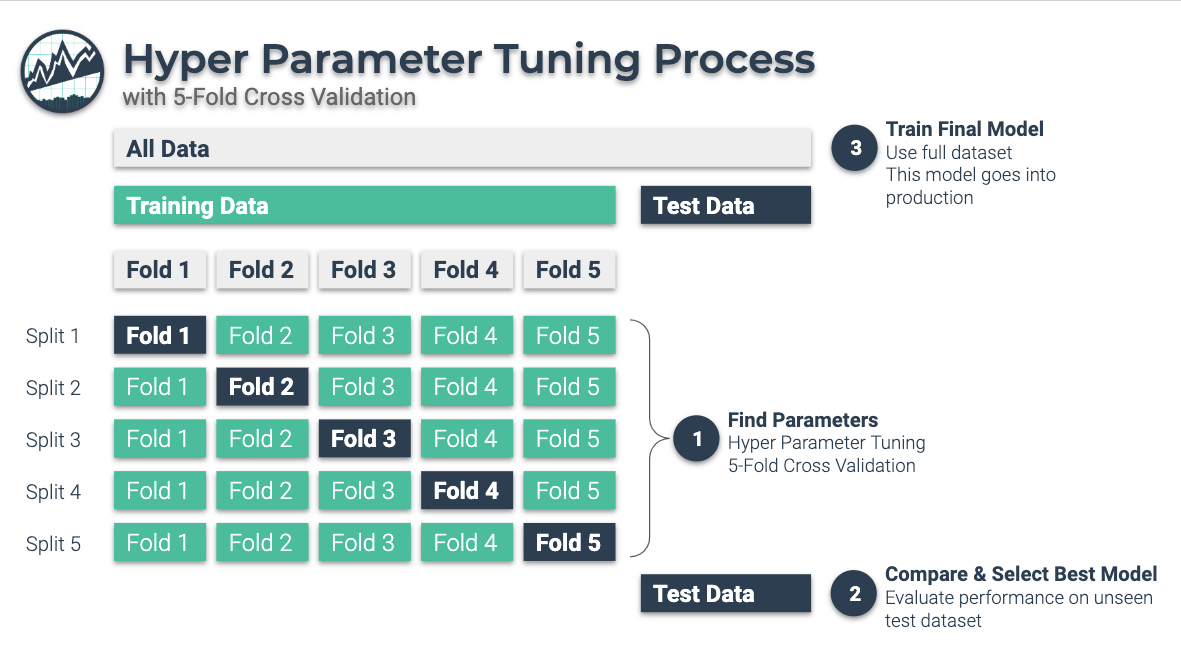 Hyper Parameter Tuning Process
with 5-Fold Cross Validation
All Data
3
Train Final Model
Use full dataset
This model goes into
production
Training Data
Test Data
Fold 1
Fold 2
Fold 3
Fold 4
Fold 5
Split 1
Fold 1
Fold 2
Fold 3
Fold 4
Fold 5
Split 2
Fold 1
Fold 2
Fold 3
Fold 4
Fold 5
Split 3
Fold 1
Fold 2
Fold 3
Fold 4
Fold 5
Split 4
Fold 1
Fold 2
Fold 3
Fold 4
Fold 5
Split 5
Fold 1
Fold 2
Fold 3
Fold 4
Fold 5
1
Find Parameters
Hyper Parameter Tuning
5-Fold Cross Validation
Test Data
2
Compare & Select Best Model
Evaluate performance on unseen
test dataset